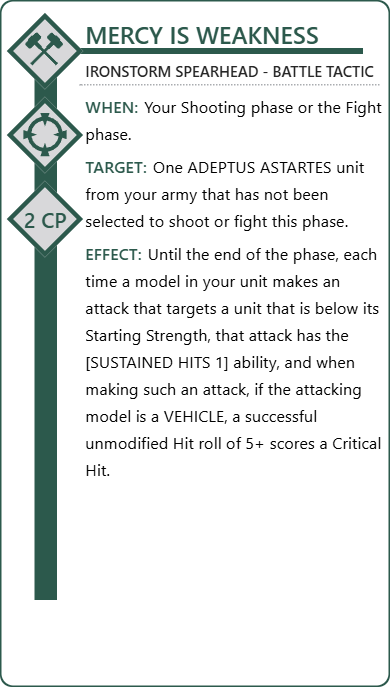 MERCY IS WEAKNESS
IRONSTORM SPEARHEAD - BATTLE TACTIC
WHEN: Your Shooting phase or the Fight
phase.
TARGET: One ADEPTUS ASTARTES unit
from your army that has not been
selected to shoot or fight this phase.
2 CP
EFFECT: Until the end of the phase, each
time a model in your unit makes an
attack that targets a unit that is below its
Starting Strength, that attack has the
[SUSTAINED HITS 1] ability, and when
making such an attack, if the attacking
model is a VEHICLE, a successful
unmodified Hit roll of 5+ scores a Critical
Hit.